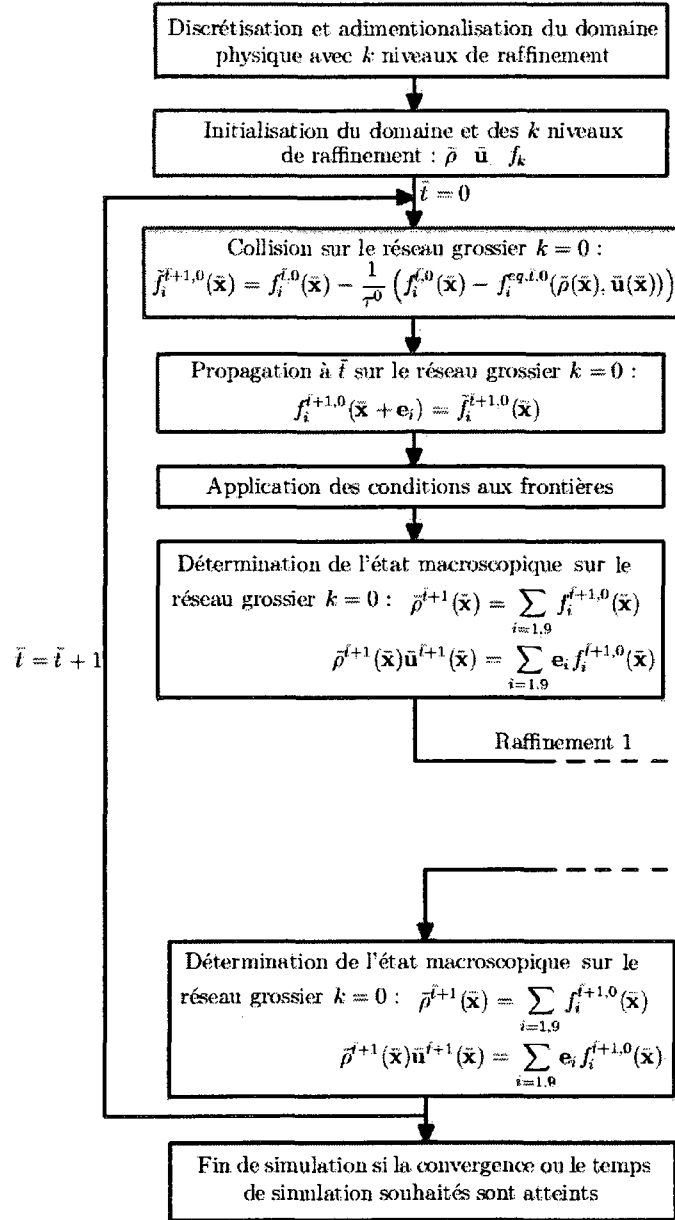 Discrétisation et adimentionalisation du domaine
physique avec k niveaux de raffinement
Initialisation du domaine et des k niveaux
de raffinement : ρ̄ ū f_k
t̄ = 0
Collision sur le réseau grossier k = 0 :
f̃_i^{t̄+1,0}(x̄) = f_i^{t̄,0}(x̄) − 1/τ^0 (f_i^{t̄,0}(x̄) − f_i^{eq,t̄,0}(ρ̄(x̄), ū(x̄)))
Propagation à t̄ sur le réseau grossier k = 0 :
f_i^{t̄+1,0}(x̄ + e_i) = f̃_i^{t̄+1,0}(x̄)
Application des conditions aux frontières
Détermination de l'état macroscopique sur le
réseau grossier k = 0 : ρ̄^{t̄+1}(x̄) = ∑_{i=1,9} f_i^{t̄+1,0}(x̄)
ρ̄^{t̄+1}(x̄)ū^{t̄+1}(x̄) = ∑_{i=1,9} e_i f_i^{t̄+1,0}(x̄)
t̄ = t̄ + 1
Raffinement 1
Détermination de l'état macroscopique sur le
réseau grossier k = 0 : ρ̄^{t̄+1}(x̄) = ∑_{i=1,9} f_i^{t̄+1,0}(x̄)
ρ̄^{t̄+1}(x̄)ū^{t̄+1}(x̄) = ∑_{i=1,9} e_i f_i^{t̄+1,0}(x̄)
Fin de simulation si la convergence ou le temps
de simulation souhaités sont atteints